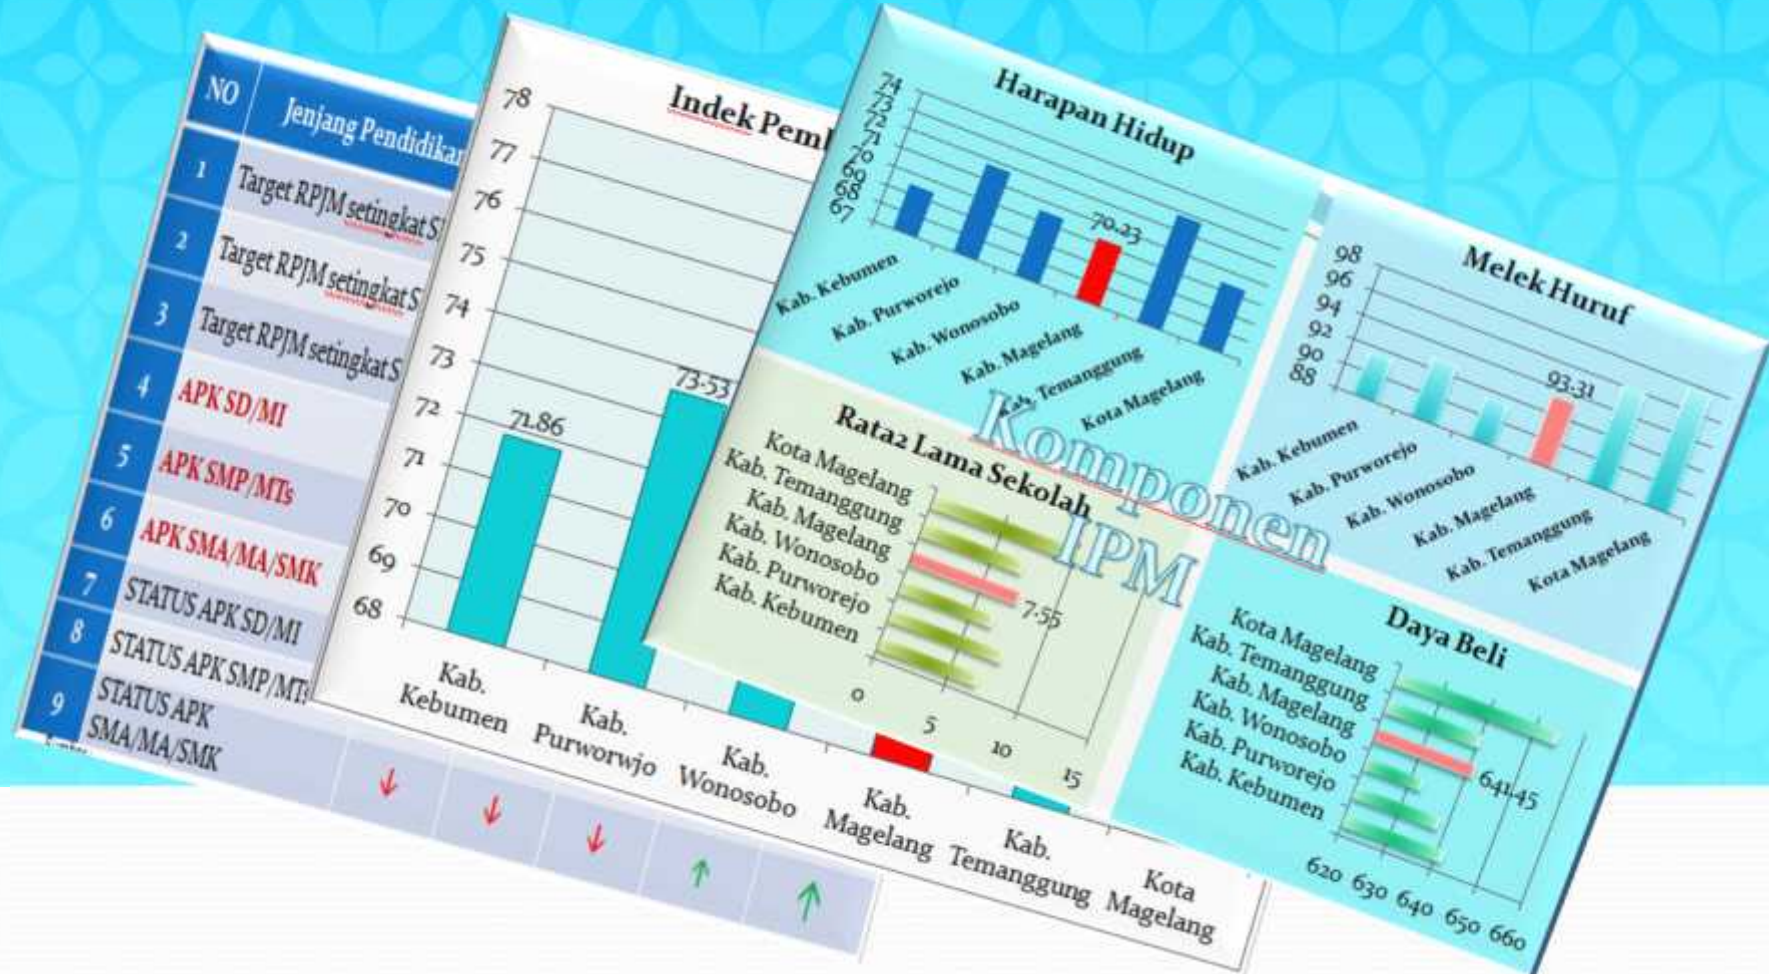 NO
Jenjang Pendidikan
1
Target RPJM setingkat S
2
Target RPJM setingkat S
3
Target RPJM setingkat S
4
APK SD/MI
5
APK SMP/MTs
6
APK SMA/MA/SMK
7
STATUS APK SD/MI
8
STATUS APK SMP/MTs
9
STATUS APK
SMA/MA/SMK
Indek Pemb
78
77
76
75
74
73
72
71
70
69
68
71.86
73.53
Kab.
Kebumen
Kab.
Purworwjo
Kab.
Wonosobo
Kab.
Magelang
Kab.
Temanggung
Kota
Magelang
Harapan Hidup
74
73
72
71
70
69
68
67
70.23
Kab. Kebumen
Kab. Purworejo
Kab. Wonosobo
Kab. Magelang
Kab. Temanggung
Kota Magelang
Melek Huruf
98
96
94
92
90
88
93.31
Kab. Kebumen
Kab. Purworejo
Kab. Wonosobo
Kab. Magelang
Kab. Temanggung
Kota Magelang
Komponen
IPM
Rata2 Lama Sekolah
Kota Magelang
Kab. Temanggung
Kab. Magelang
Kab. Wonosobo
Kab. Purworejo
Kab. Kebumen
7.55
0 5 10 15
Daya Beli
Kota Magelang
Kab. Temanggung
Kab. Magelang
Kab. Wonosobo
Kab. Purworejo
Kab. Kebumen
641.45
620 630 640 650 660